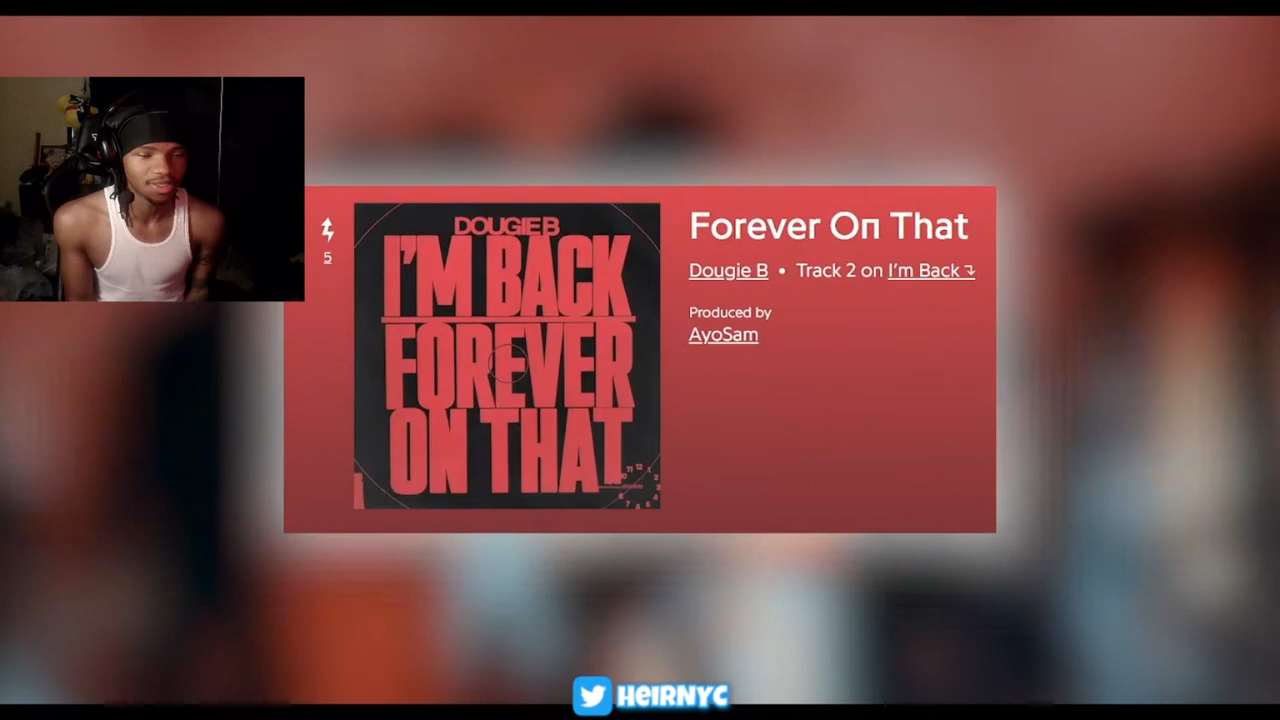 5
DOUGIE B
I'M BACK
FOREVER
ON THAT
Forever On That
Dougie B • Track 2 on I'm Back
Produced by
AyoSam
HEIRNYC